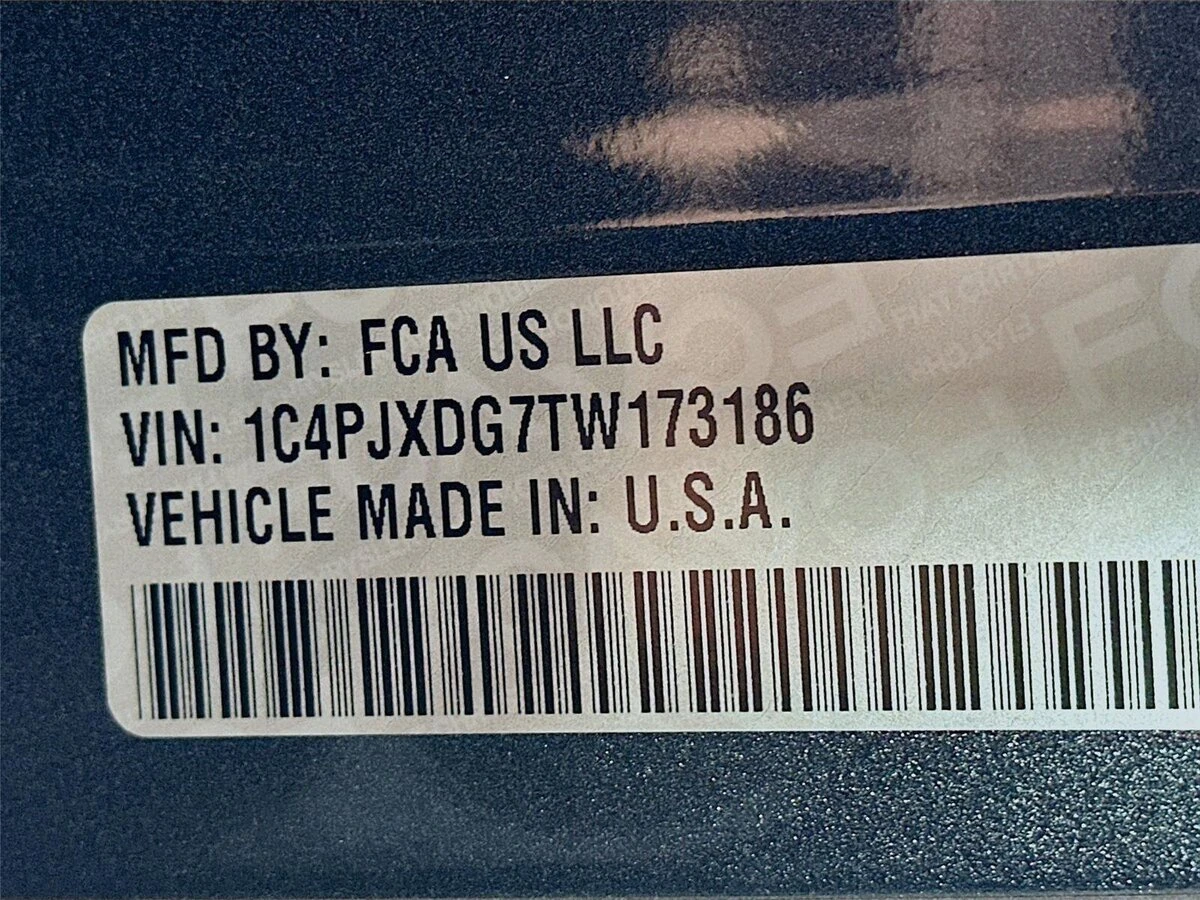 MFD BY: FCA US LLC
VIN: 1C4PJXDG7TW173186
VEHICLE MADE IN: U.S.A.